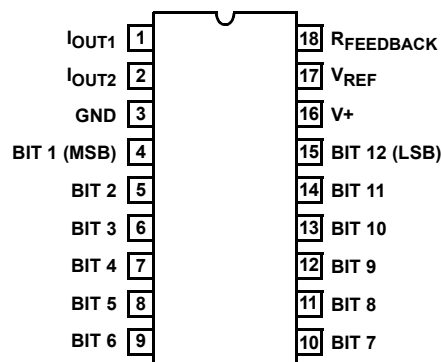 IOUT1 1 18 RFEEDBACK
IOUT2 2 17 VREF
GND 3 16 V+
BIT 1 (MSB) 4 15 BIT 12 (LSB)
BIT 2 5 14 BIT 11
BIT 3 6 13 BIT 10
BIT 4 7 12 BIT 9
BIT 5 8 11 BIT 8
BIT 6 9 10 BIT 7